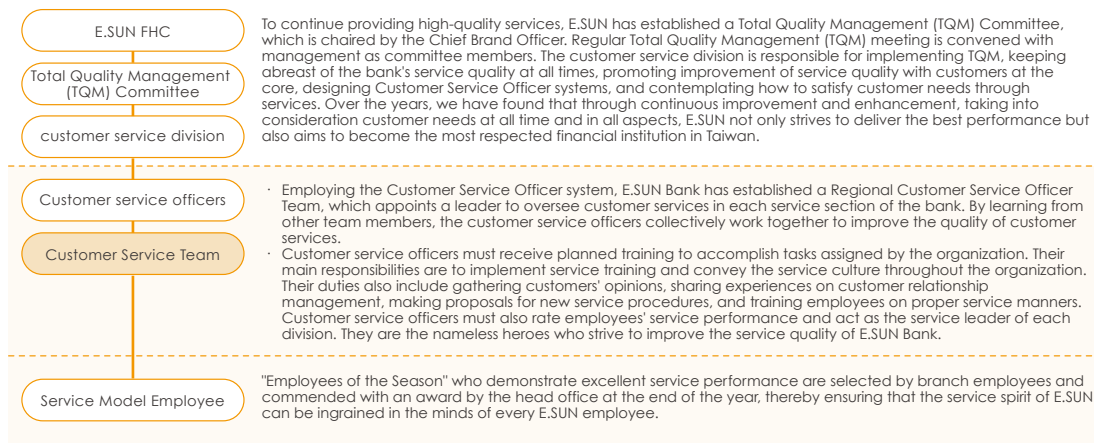 E.SUN FHC
Total Quality Management
(TQM) Committee
customer service division
To continue providing high-quality services, E.SUN has established a Total Quality Management (TQM) Committee,
which is chaired by the Chief Brand Officer. Regular Total Quality Management (TQM) meeting is convened with
management as committee members. The customer service division is responsible for implementing TQM, keeping
abreast of the bank's service quality at all times, promoting improvement of service quality with customers at the
core, designing Customer Service Officer systems, and contemplating how to satisfy customer needs through
services. Over the years, we have found that through continuous improvement and enhancement, taking into
consideration customer needs at all time and in all aspects, E.SUN not only strives to deliver the best performance but
also aims to become the most respected financial institution in Taiwan.
Customer service officers
Customer Service Team
· Employing the Customer Service Officer system, E.SUN Bank has established a Regional Customer Service Officer
Team, which appoints a leader to oversee customer services in each service section of the bank. By learning from
other team members, the customer service officers collectively work together to improve the quality of customer
services.
· Customer service officers must receive planned training to accomplish tasks assigned by the organization. Their
main responsibilities are to implement service training and convey the service culture throughout the organization.
Their duties also include gathering customers' opinions, sharing experiences on customer relationship
management, making proposals for new service procedures, and training employees on proper service manners.
Customer service officers must also rate employees' service performance and act as the service leader of each
division. They are the nameless heroes who strive to improve the service quality of E.SUN Bank.
Service Model Employee
"Employees of the Season" who demonstrate excellent service performance are selected by branch employees and
commended with an award by the head office at the end of the year, thereby ensuring that the service spirit of E.SUN
can be ingrained in the minds of every E.SUN employee.